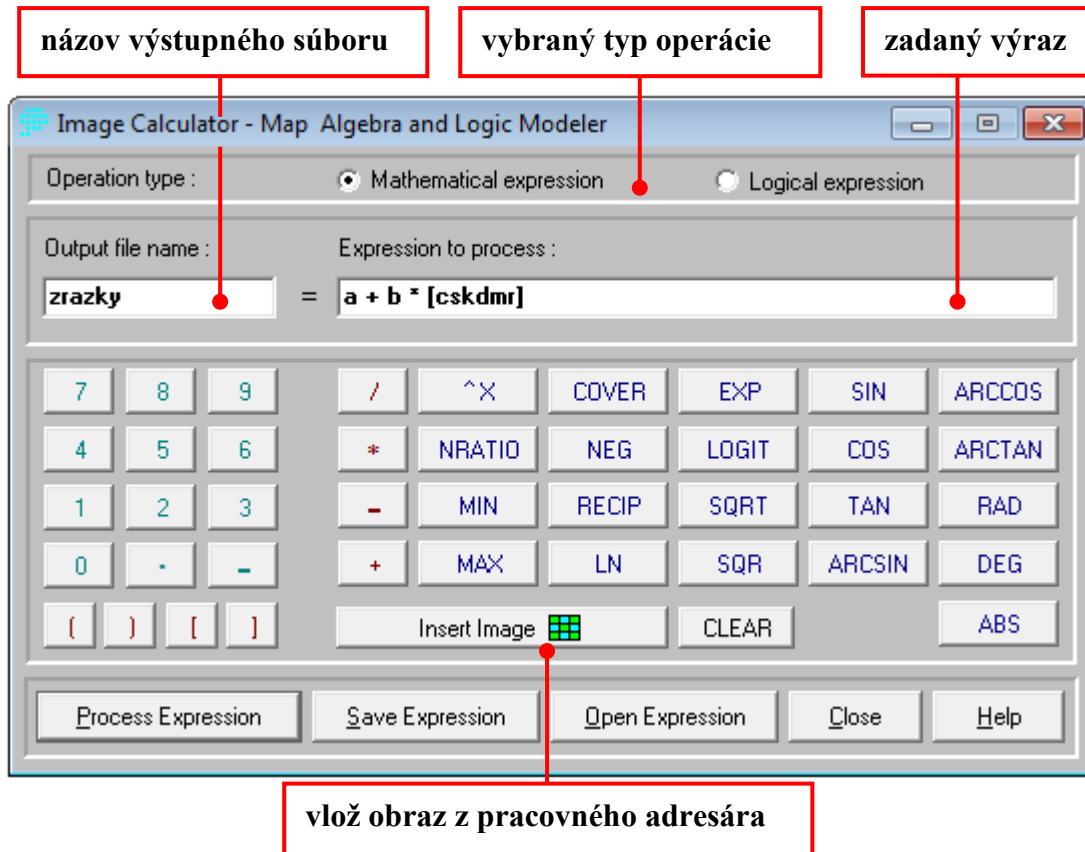 názov výstupného súboru vybraný typ operácie zadaný výraz
Image Calculator - Map Algebra and Logic Modeler
Operation type : Mathematical expression Logical expression
Output file name : Expression to process :
zrazky = a + b * [cskdmr]
7 8 9 / ^X COVER EXP SIN ARCCOS
4 5 6 * NRATIO NEG LOGIT COS ARCTAN
1 2 3 - MIN RECIP SQRT TAN RAD
0 . - + MAX LN SQR ARCSIN DEG
( ) [ ] Insert Image CLEAR ABS
Process Expression Save Expression Open Expression Close Help
vlož obraz z pracovného adresára